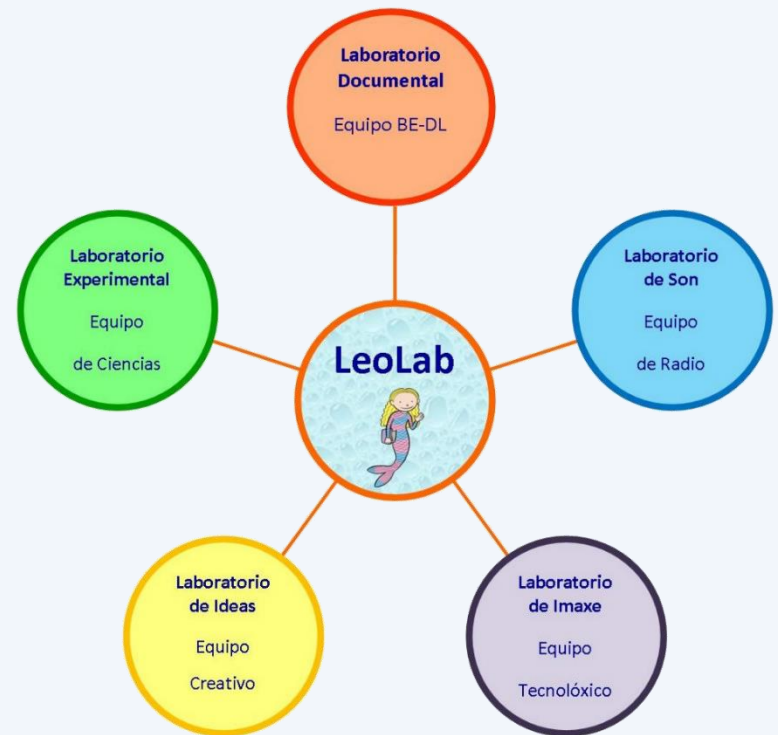 Laboratorio
Documental
Equipo BE-DL
Laboratorio
Experimental
Equipo
de Ciencias
Laboratorio
de Son
Equipo
de Radio
LeoLab
Laboratorio
de Ideas
Equipo
Creativo
Laboratorio
de Imaxe
Equipo
Tecnolóxico